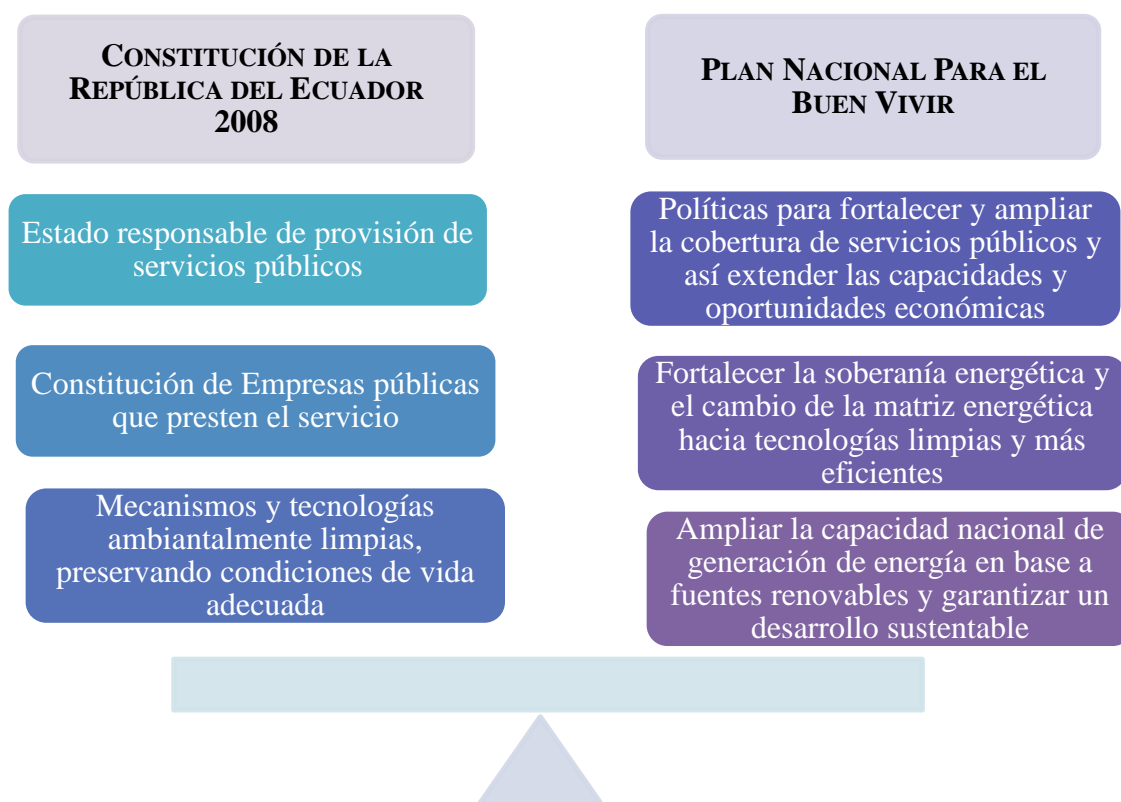 CONSTITUCIÓN DE LA
REPÚBLICA DEL ECUADOR
2008
Estado responsable de provisión de
servicios públicos
Constitución de Empresas públicas
que presten el servicio
Mecanismos y tecnologías
ambiantalmente limpias,
preservando condiciones de vida
adecuada
PLAN NACIONAL PARA EL
BUEN VIVIR
Políticas para fortalecer y ampliar
la cobertura de servicios públicos y
así extender las capacidades y
oportunidades económicas
Fortalecer la soberanía energética y
el cambio de la matriz energética
hacia tecnologías limpias y más
eficientes
Ampliar la capacidad nacional de
generación de energía en base a
fuentes renovables y garantizar un
desarrollo sustentable